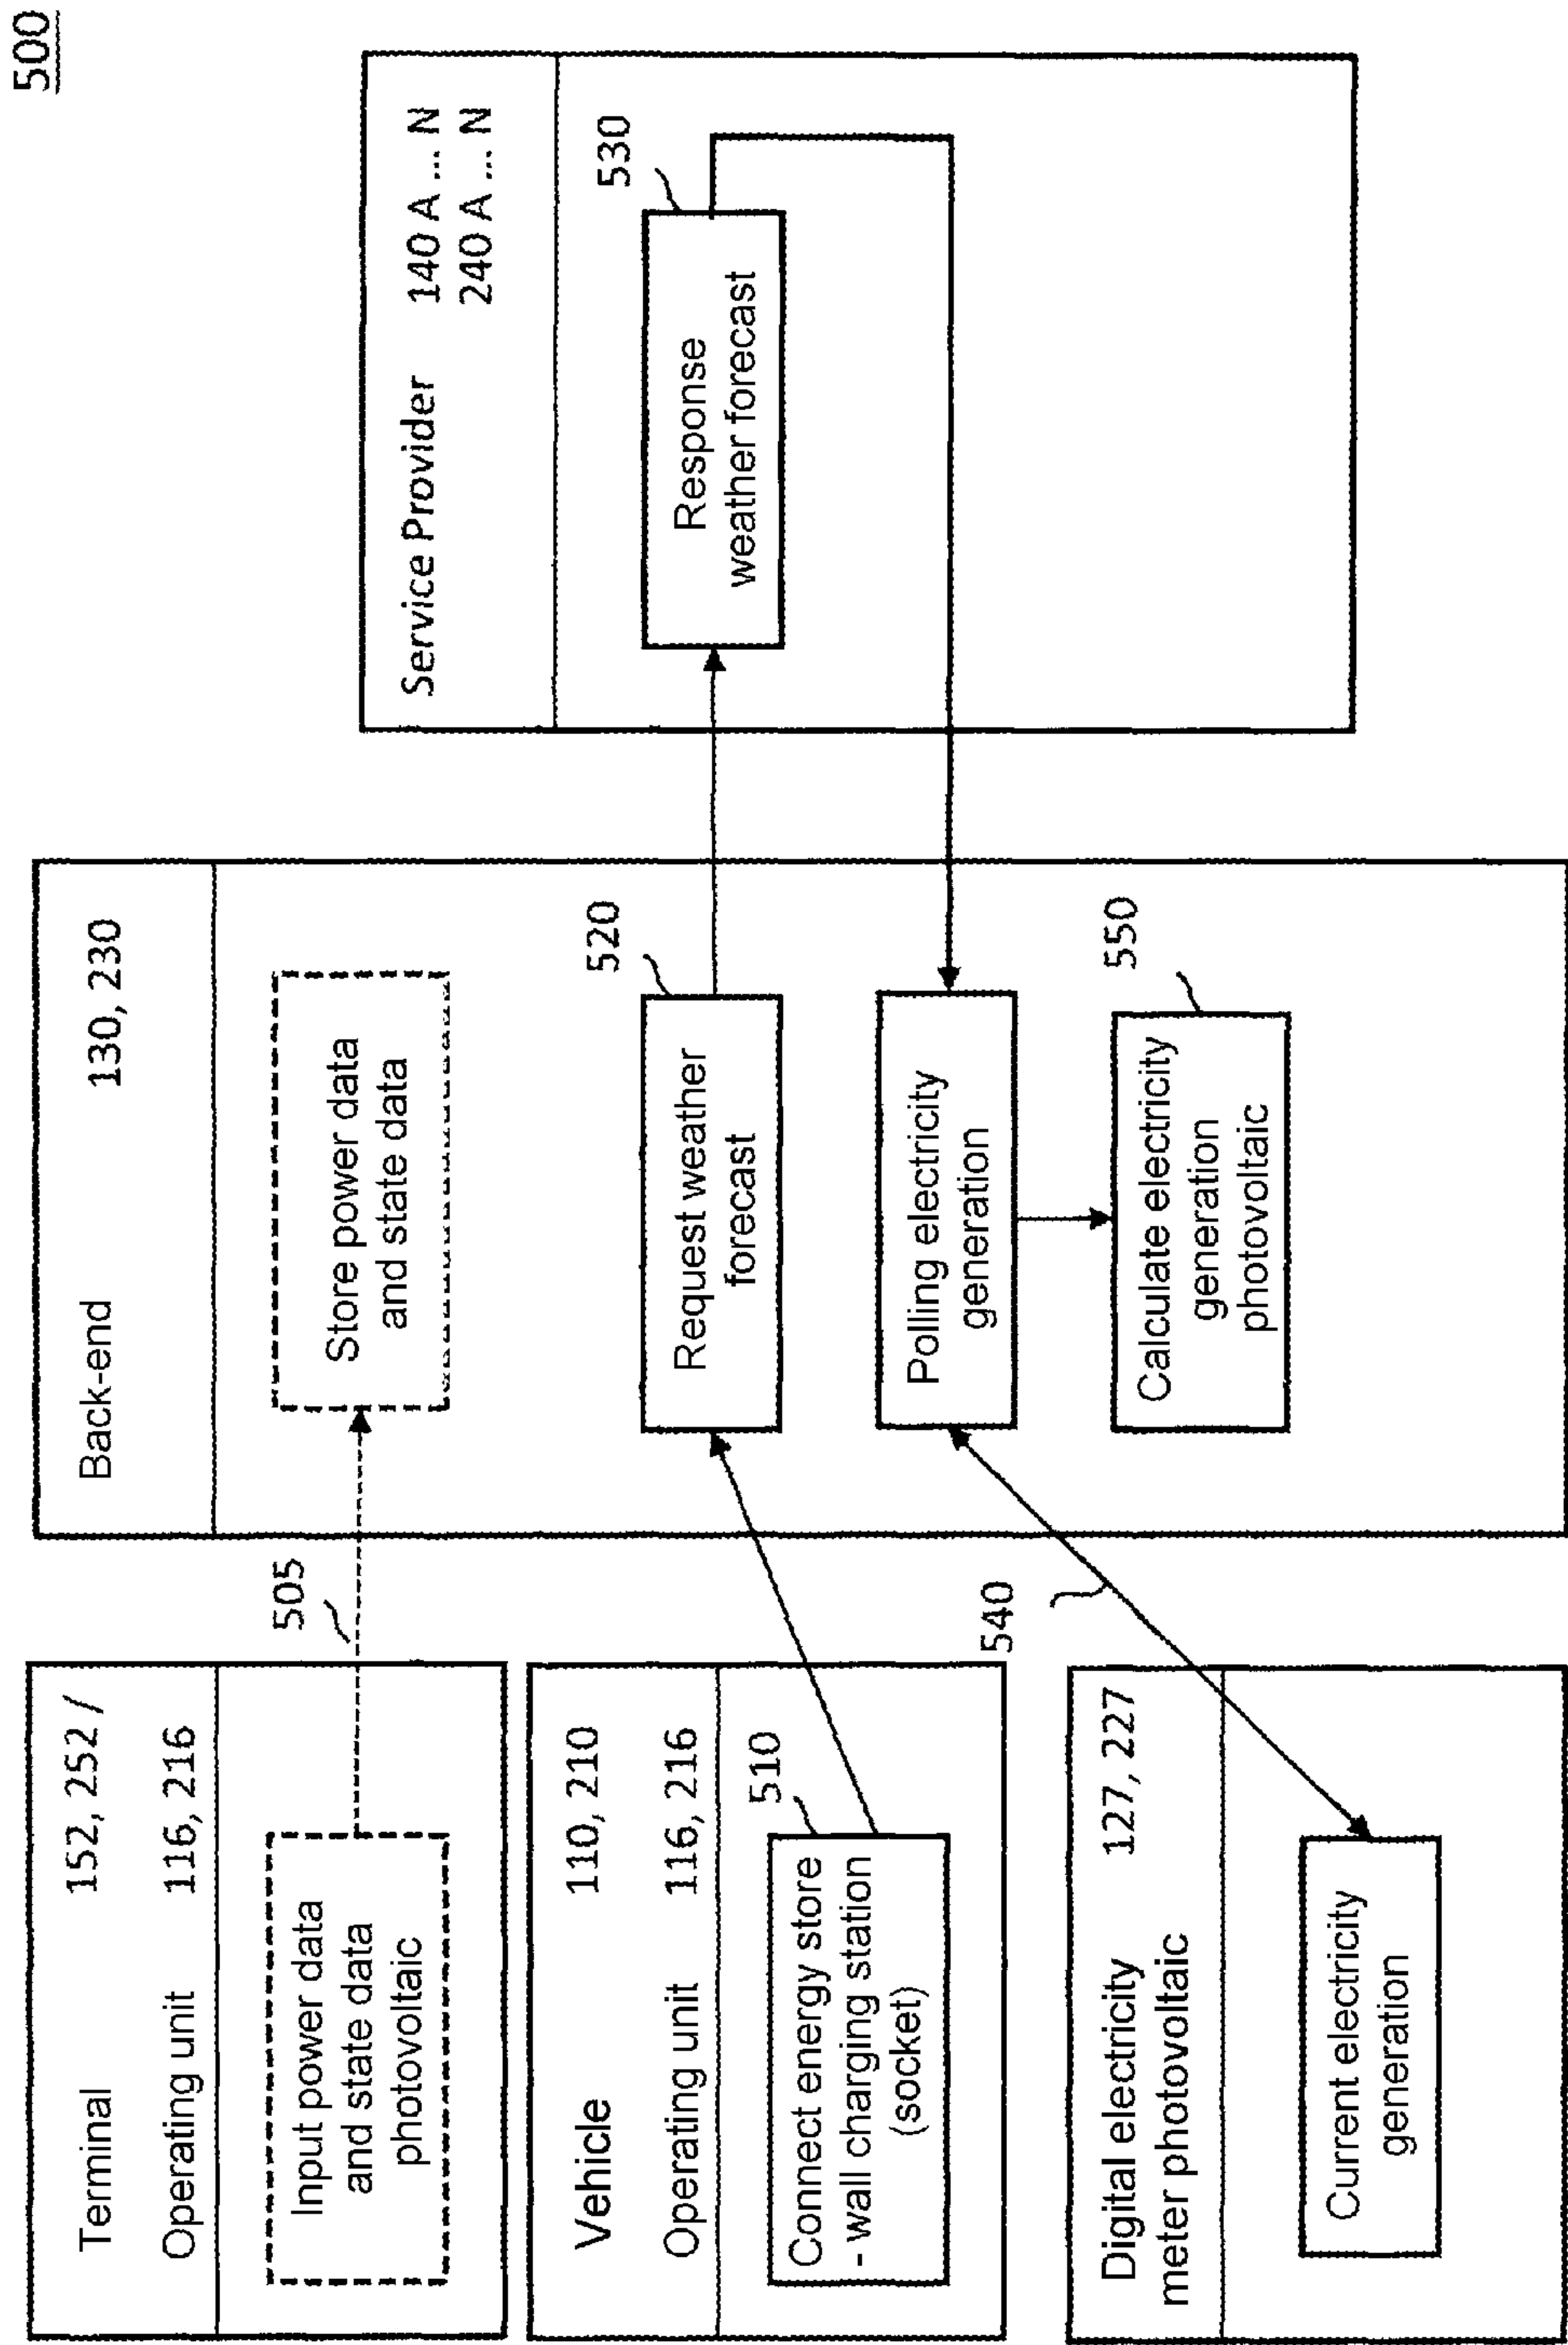 500
Terminal 152, 252 /
Operating unit 116, 216
Input power data
and state data
photovoltaic
505
Vehicle 110, 210
Operating unit 116, 216
510
Connect energy store
- wall charging station
(socket)
540
Digital electricity
meter photovoltaic
127, 227
Current electricity
generation
Back-end 130, 230
Store power data
and state data
520
Request weather
forecast
Polling electricity
generation
550
Calculate electricity
generation
photovoltaic
Service Provider 140 A ... N
240 A ... N
530
Response
weather forecast